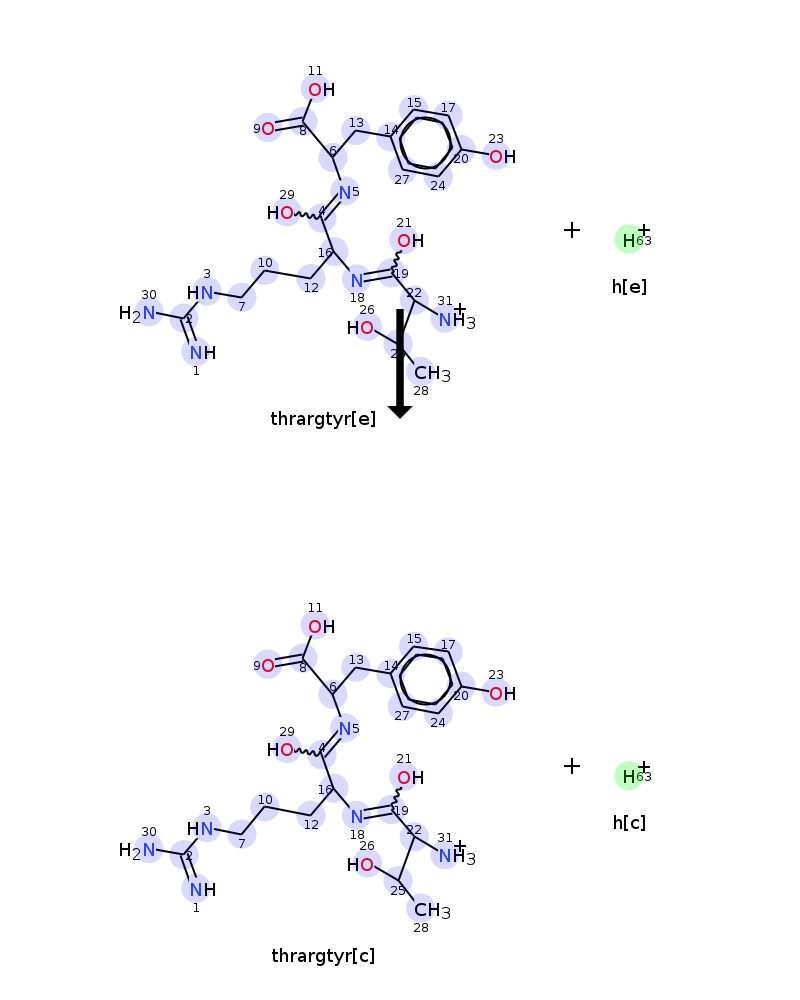 11
OH
15
17
13
9 O
8
14
23
20 OH
6
27
24
29
N 5
HO
4
21
OH
+
H + 63
16
10
19
3
h[e]
HN
12
N
22
30
18
31
7
26
H2N
2
NH3 +
HO
NH
1
CH3
28
thrargtyr[e]
11
OH
15
17
13
9 O
8
14
23
20 OH
6
27
24
29
N 5
HO
4
21
OH
+
H + 63
16
10
19
3
h[c]
HN
12
N
22
30
18
31
7
26
H2N
2
NH3 +
HO
25
NH
1
CH3
28
thrargtyr[c]